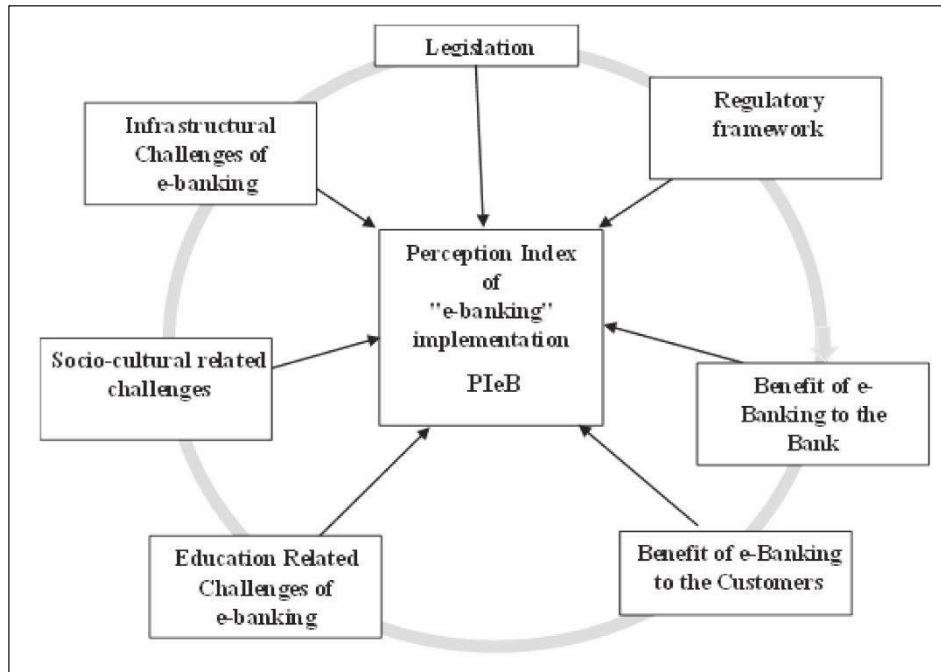 Legislation
Regulatory
framework
Infrastructural
Challenges of
e-banking
Perception Index
of
"e-banking"
implementation
PIeB
Socio-cultural related
challenges
Benefit of e-
Banking to the
Bank
Education Related
Challenges of
e-banking
Benefit of e-Banking
to the Customers